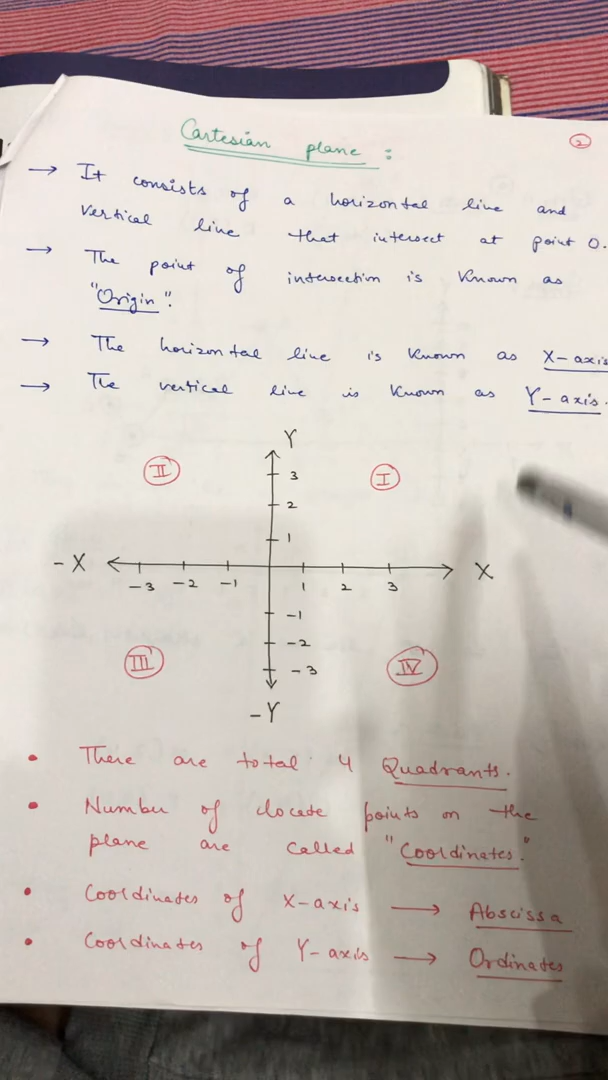 2
Cartesian plane :
→ It consists of a horizontal line and
vertical line that intersect at point O.
→ The point of intersection is known as
"Origin".
→ The horizontal line is known as X-axis
→ The vertical line is known as Y-axis.
Y
II 3 I
2
1
-X -3 -2 -1 1 2 3 X
-1
-2
III -3 IV
-Y
• There are total 4 Quadrants.
• Number of locate points on the
plane are called "Coordinates."
• Coordinates of X-axis → Abscissa
• Coordinates of Y-axis → Ordinates